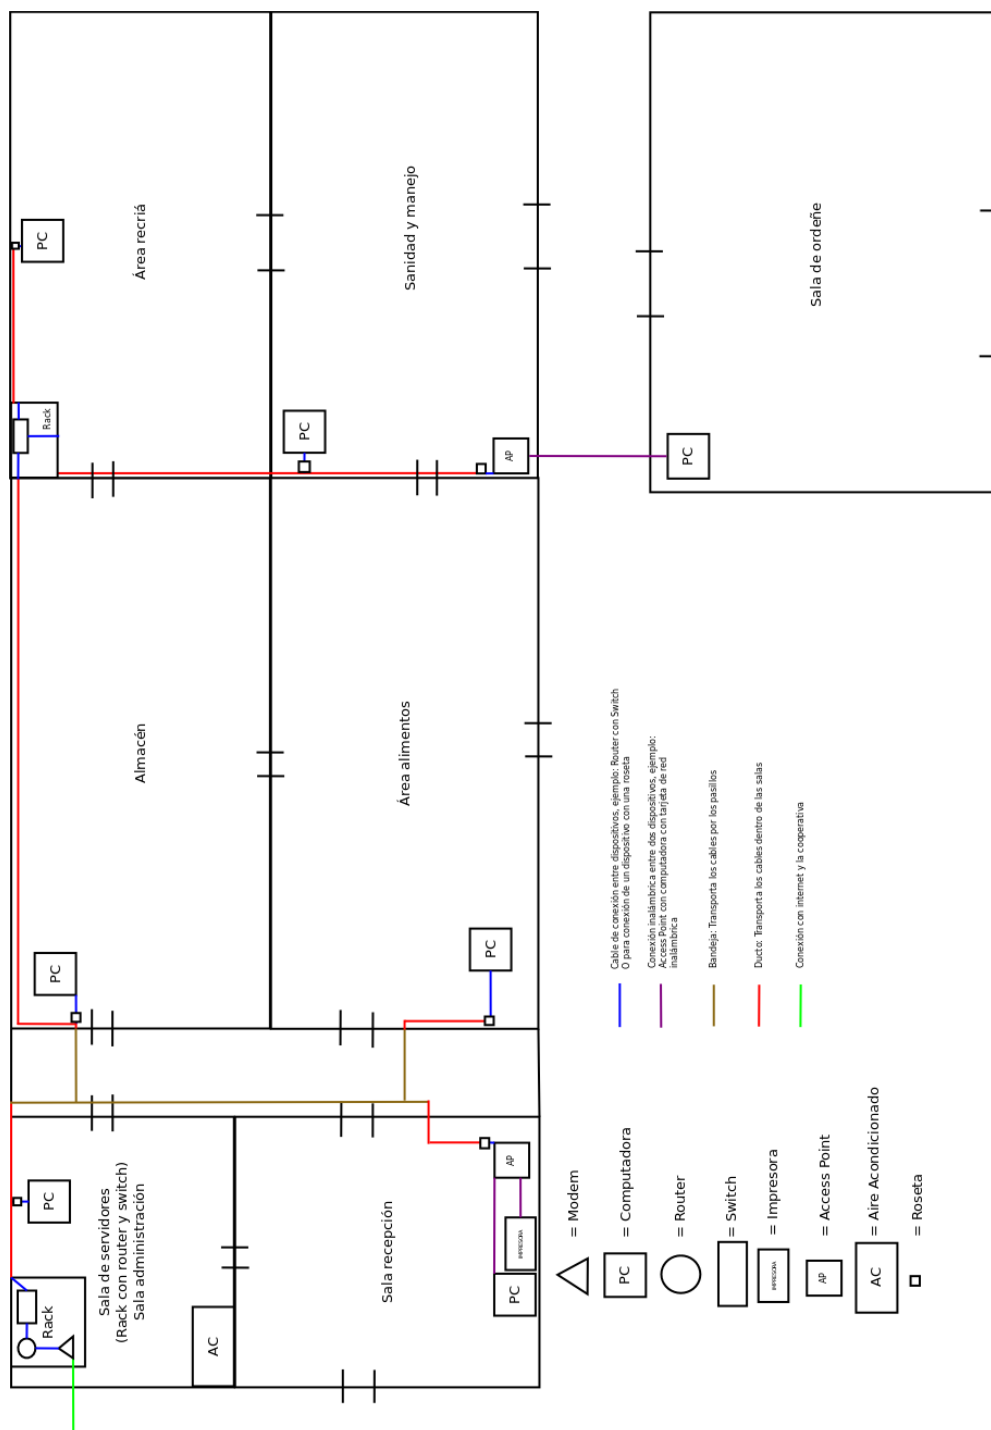 Sala de servidores
(Rack con router y switch)
Sala administración
Rack
PC
AC
Sala recepción
PC
IMPRESORA
AP
Almacén
PC
Área alimentos
PC
Área recriá
Rack
PC
Sanidad y manejo
PC
AP
Sala de ordeñe
PC
= Modem
PC
= Computadora
= Router
= Switch
IMPRESORA
= Impresora
AP
= Access Point
AC
= Aire Acondicionado
= Roseta
Cable de conexión entre dispositivos, ejemplo: Router con Switch
O para conexión de un dispositivo con una roseta
Conexión inalámbrica entre dos dispositivos, ejemplo:
Access Point con computadora con tarjeta de red
inalámbrica
Bandeja: Transporta los cables por los pasillos
Ducto: Transporta los cables dentro de las salas
Conexión con internet y la cooperativa